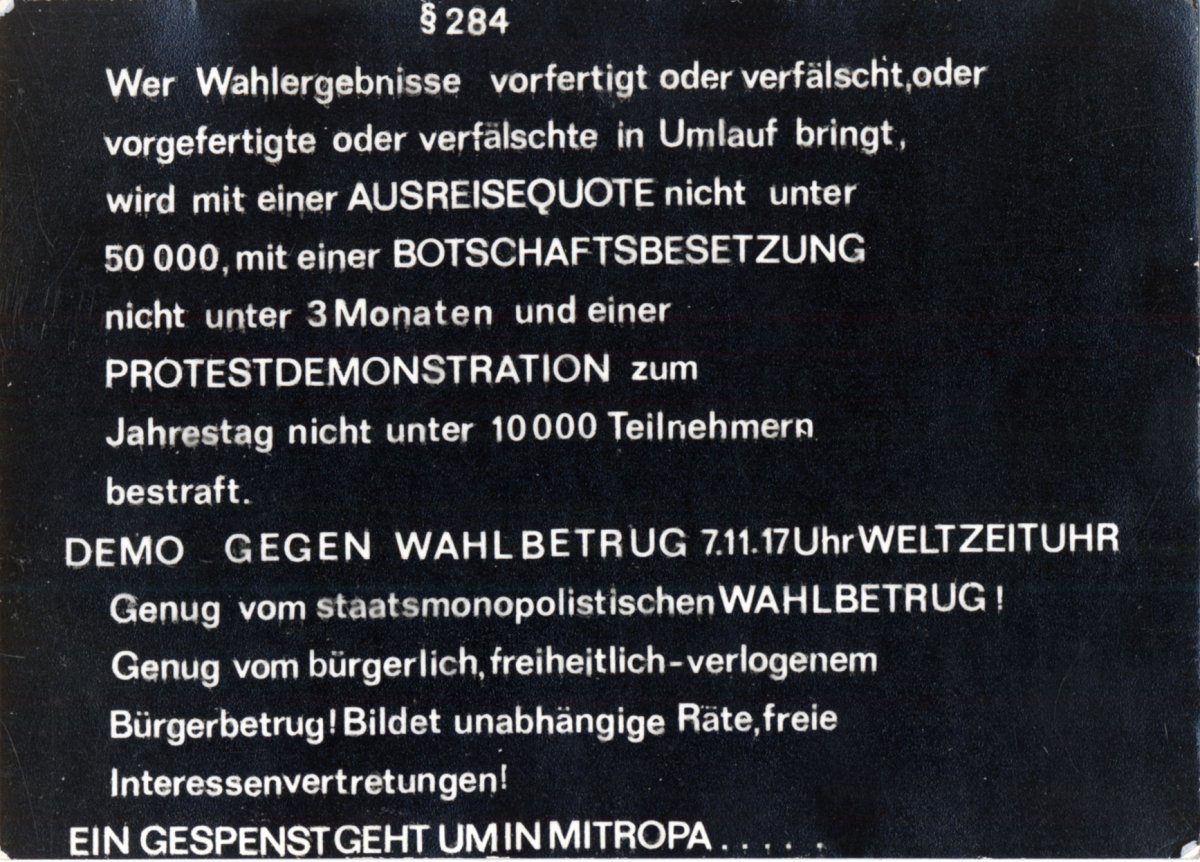 § 284
Wer Wahlergebnisse vorfertigt oder verfälscht, oder
vorgefertigte oder verfälschte in Umlauf bringt,
wird mit einer AUSREISEQUOTE nicht unter
50 000, mit einer BOTSCHAFTSBESETZUNG
nicht unter 3 Monaten und einer
PROTESTDEMONSTRATION zum
Jahrestag nicht unter 10 000 Teilnehmern
bestraft.
DEMO GEGEN WAHLBETRUG 7.11.17Uhr WELTZEITUHR
Genug vom staatsmonopolistischen WAHLBETRUG!
Genug vom bürgerlich, freiheitlich-verlogenem
Bürgerbetrug! Bildet unabhängige Räte, freie
Interessenvertretungen!
EIN GESPENST GEHT UM IN MITROPA . . . . .